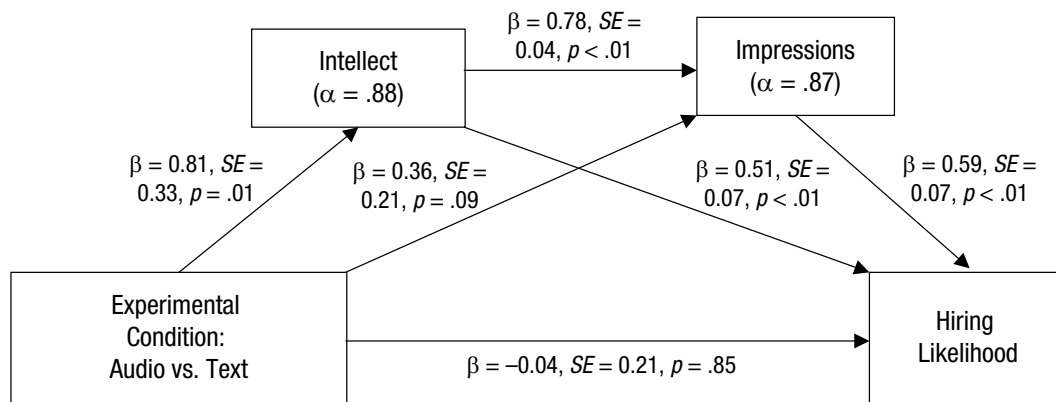 β = 0.78, SE =
0.04, p < .01
Intellect
(α = .88)
Impressions
(α = .87)
β = 0.81, SE =
0.33, p = .01
β = 0.36, SE =
0.21, p = .09
β = 0.51, SE =
0.07, p < .01
β = 0.59, SE =
0.07, p < .01
Experimental
Condition:
Audio vs. Text
Hiring
Likelihood
β = –0.04, SE = 0.21, p = .85